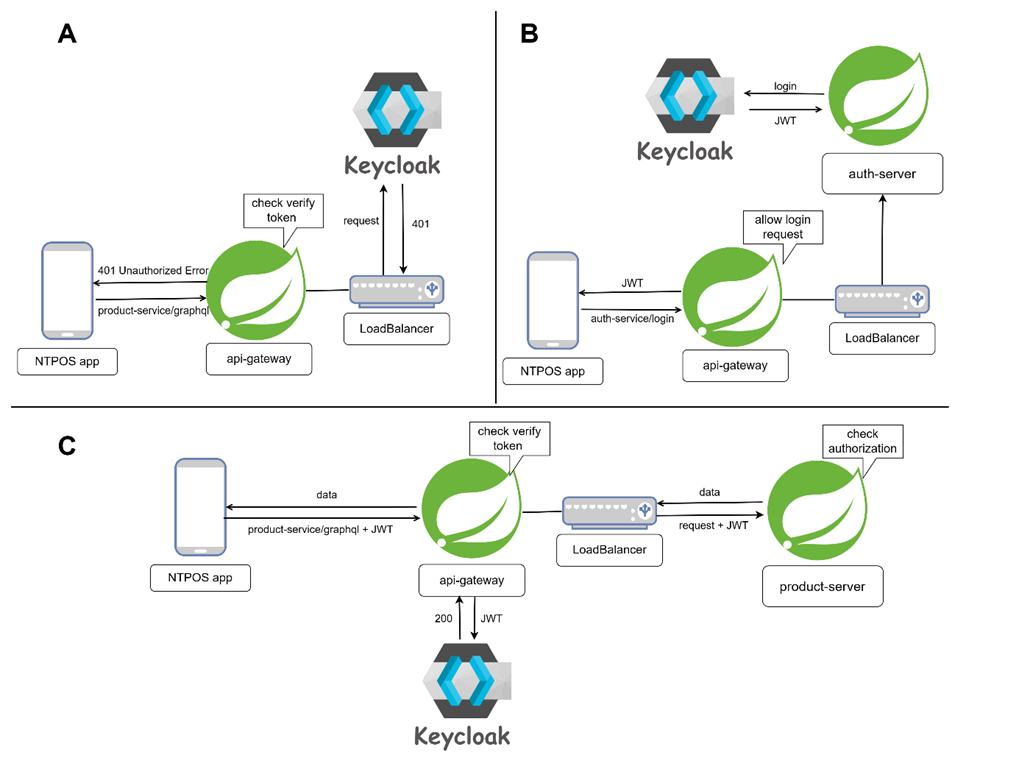 A
Keycloak
check verify
token
request
401
401 Unauthorized Error
product-service/graphql
LoadBalancer
NTPOS app
api-gateway
B
login
JWT
Keycloak
auth-server
allow login
request
JWT
auth-service/login
LoadBalancer
NTPOS app
api-gateway
C
check verify
token
check
authorization
data
product-service/graphql + JWT
data
request + JWT
LoadBalancer
NTPOS app
api-gateway
product-server
200
JWT
Keycloak